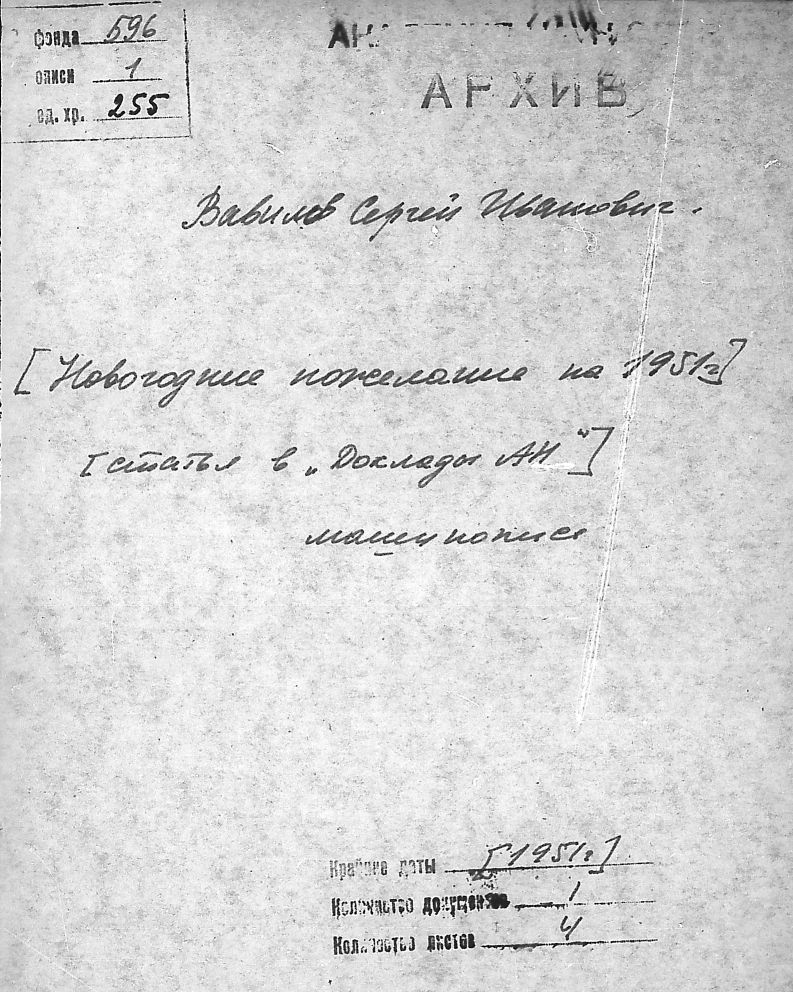 фонда 596
описи 1
ед. хр. 255
АРХИВ
Вавилов Сергей Иванович.
[Новогоднее пожелание на 1951г]
[статья в „Доклады АН"]
машинопись
Крайние даты [1951г]
Количество документов 1
Количество листов 4